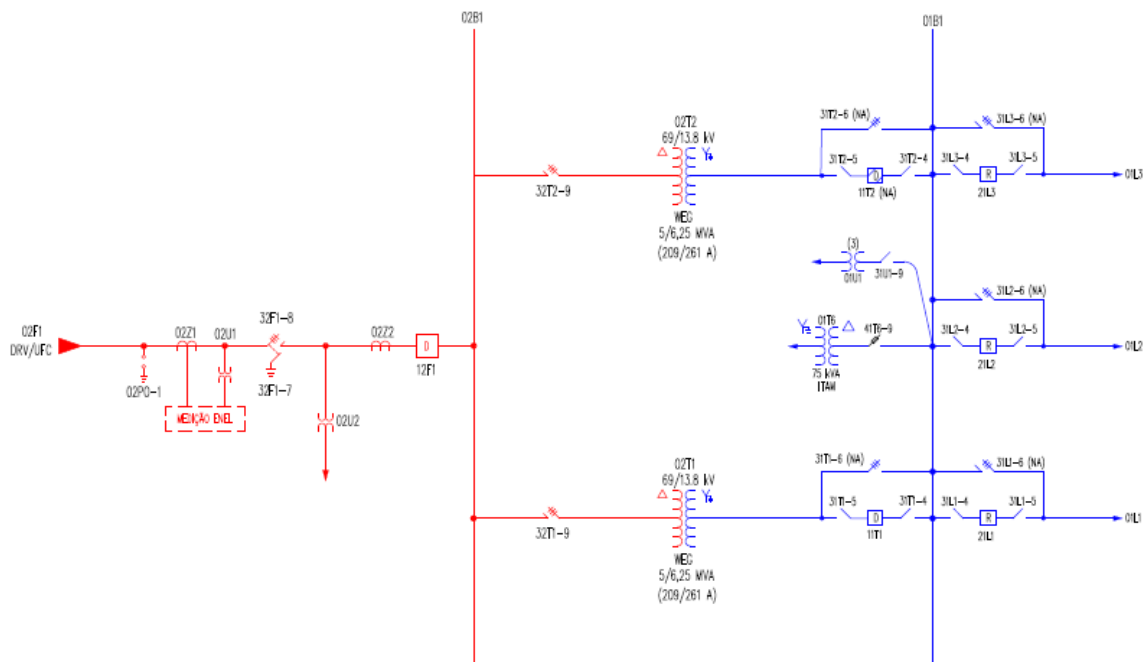 02B1
01B1
02T2
69/13.8 kV
WEG
5/6,25 MVA
(209/261 A)
32T2-9
31T2-6 (NA)
31T2-5
31T2-4
11T2 (NA)
D
31L3-6 (NA)
31L3-4
31L3-5
R
21L3
01L3
(3)
01U1
31U1-9
01T6
41T6-9
75 kVA
ITAM
31L2-6 (NA)
31L2-4
31L2-5
R
21L2
01L2
02F1
DRV/UFC
02PO-1
02Z1
02U1
MEDIÇÃO ENEL
32F1-8
32F1-7
02U2
02Z2
D
12F1
02T1
69/13.8 kV
WEG
5/6,25 MVA
(209/261 A)
32T1-9
31T1-6 (NA)
31T1-5
31T1-4
D
11T1
31L1-6 (NA)
31L1-4
31L1-5
R
21L1
01L1